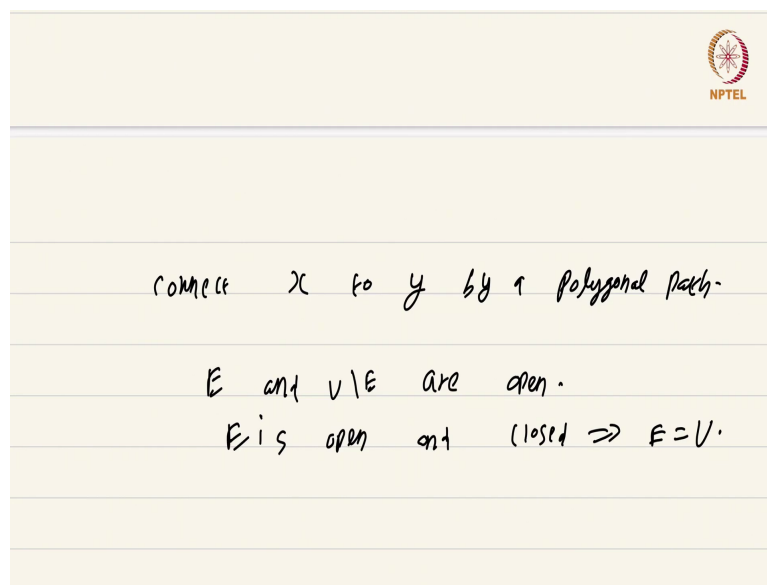 NPTEL
connect x to y by a polygonal path.
E and U\E are open.
E is open and closed => E = U.